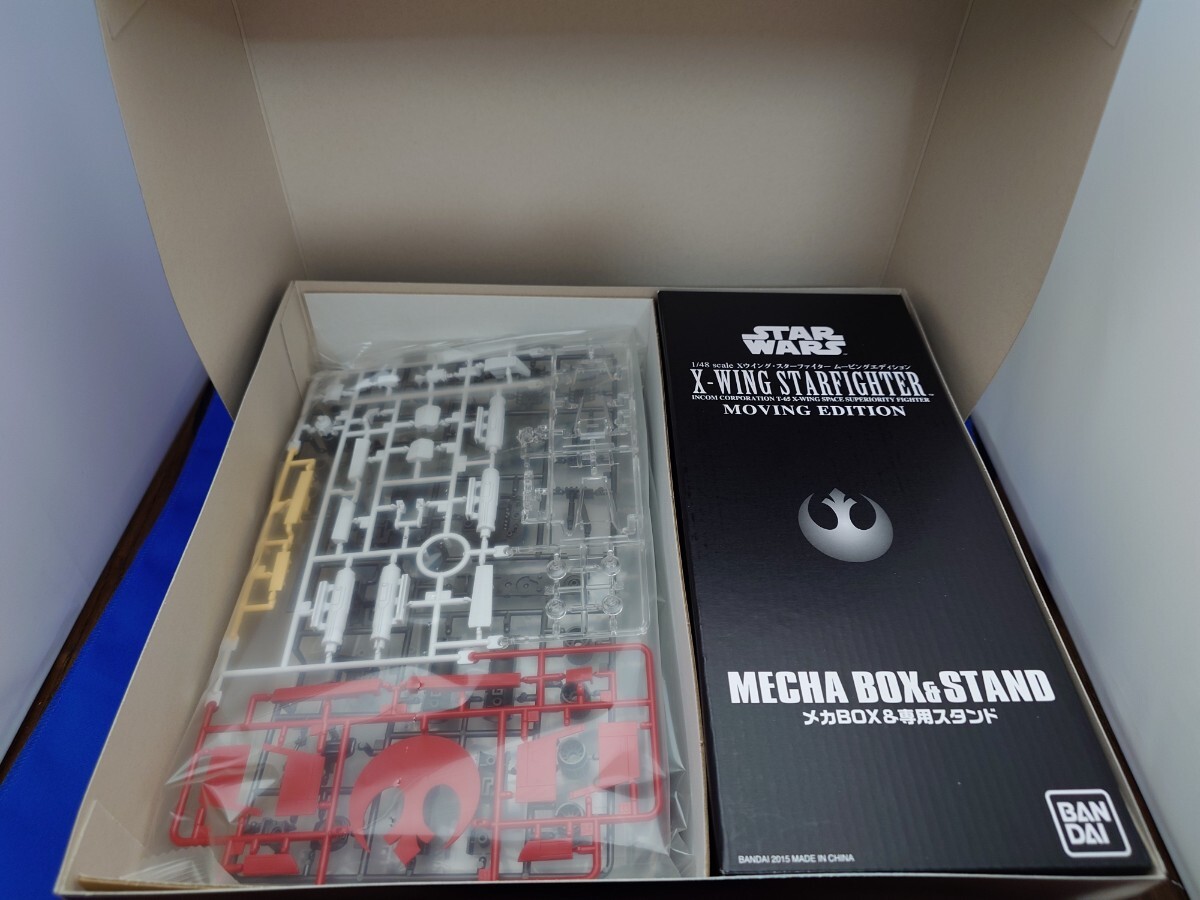 STAR
WARS
1/48 scale Xウイング・スターファイター ムービングエディション
X-WING STARFIGHTER™
INCOM CORPORATION T-65 X-WING SPACE SUPERIORITY FIGHTER
MOVING EDITION
MECHA BOX&STAND
メカBOX&専用スタンド
BAN
DAI
BANDAI 2015 MADE IN CHINA